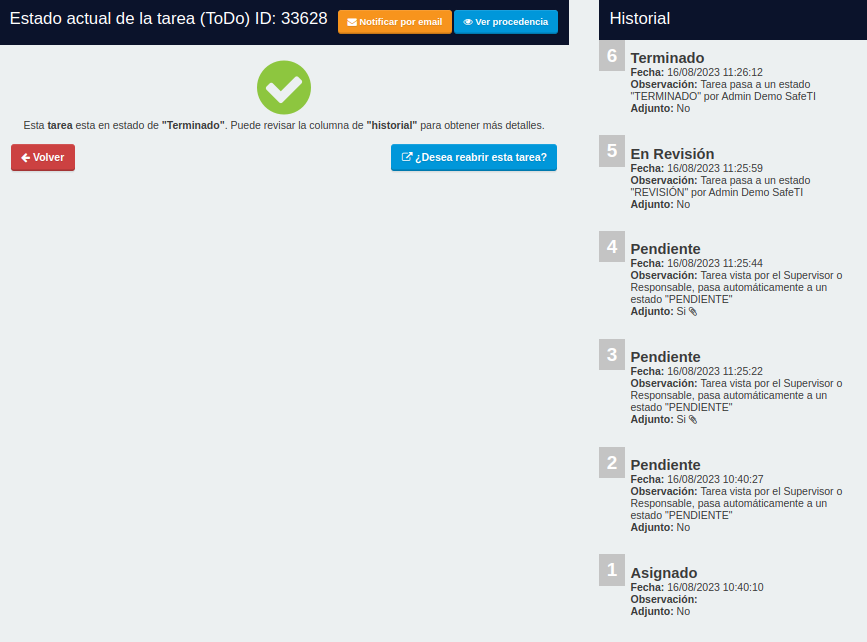 Estado actual de la tarea (ToDo) ID: 33628
Notificar por email
Ver procedencia
Esta tarea esta en estado de "Terminado". Puede revisar la columna de "historial" para obtener más detalles.
Volver
¿Desea reabrir esta tarea?
Historial
6
Terminado
Fecha: 16/08/2023 11:26:12
Observación: Tarea pasa a un estado
"TERMINADO" por Admin Demo SafeTI
Adjunto: No
5
En Revisión
Fecha: 16/08/2023 11:25:59
Observación: Tarea pasa a un estado
"REVISIÓN" por Admin Demo SafeTI
Adjunto: No
4
Pendiente
Fecha: 16/08/2023 11:25:44
Observación: Tarea vista por el Supervisor o
Responsable, pasa automáticamente a un
estado "PENDIENTE"
Adjunto: Si
3
Pendiente
Fecha: 16/08/2023 11:25:22
Observación: Tarea vista por el Supervisor o
Responsable, pasa automáticamente a un
estado "PENDIENTE"
Adjunto: Si
2
Pendiente
Fecha: 16/08/2023 10:40:27
Observación: Tarea vista por el Supervisor o
Responsable, pasa automáticamente a un
estado "PENDIENTE"
Adjunto: No
1
Asignado
Fecha: 16/08/2023 10:40:10
Observación:
Adjunto: No